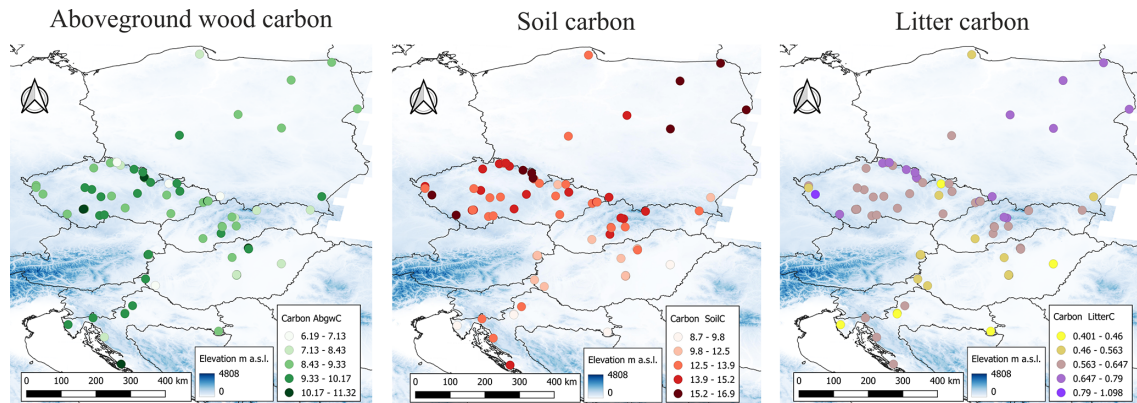 Aboveground wood carbon
Soil carbon
Litter carbon
Carbon AbgwC
6.19 - 7.13
7.13 - 8.43
8.43 - 9.33
9.33 - 10.17
10.17 - 11.32
Elevation m a.s.l.
4808
0
0 100 200 300 400 km
Carbon SoilC
8.7 - 9.8
9.8 - 12.5
12.5 - 13.9
13.9 - 15.2
15.2 - 16.9
Elevation m a.s.l.
4808
0
0 100 200 300 400 km
Carbon LitterC
0.401 - 0.46
0.46 - 0.563
0.563 - 0.647
0.647 - 0.79
0.79 - 1.098
Elevation m a.s.l.
4808
0
0 100 200 300 400 km